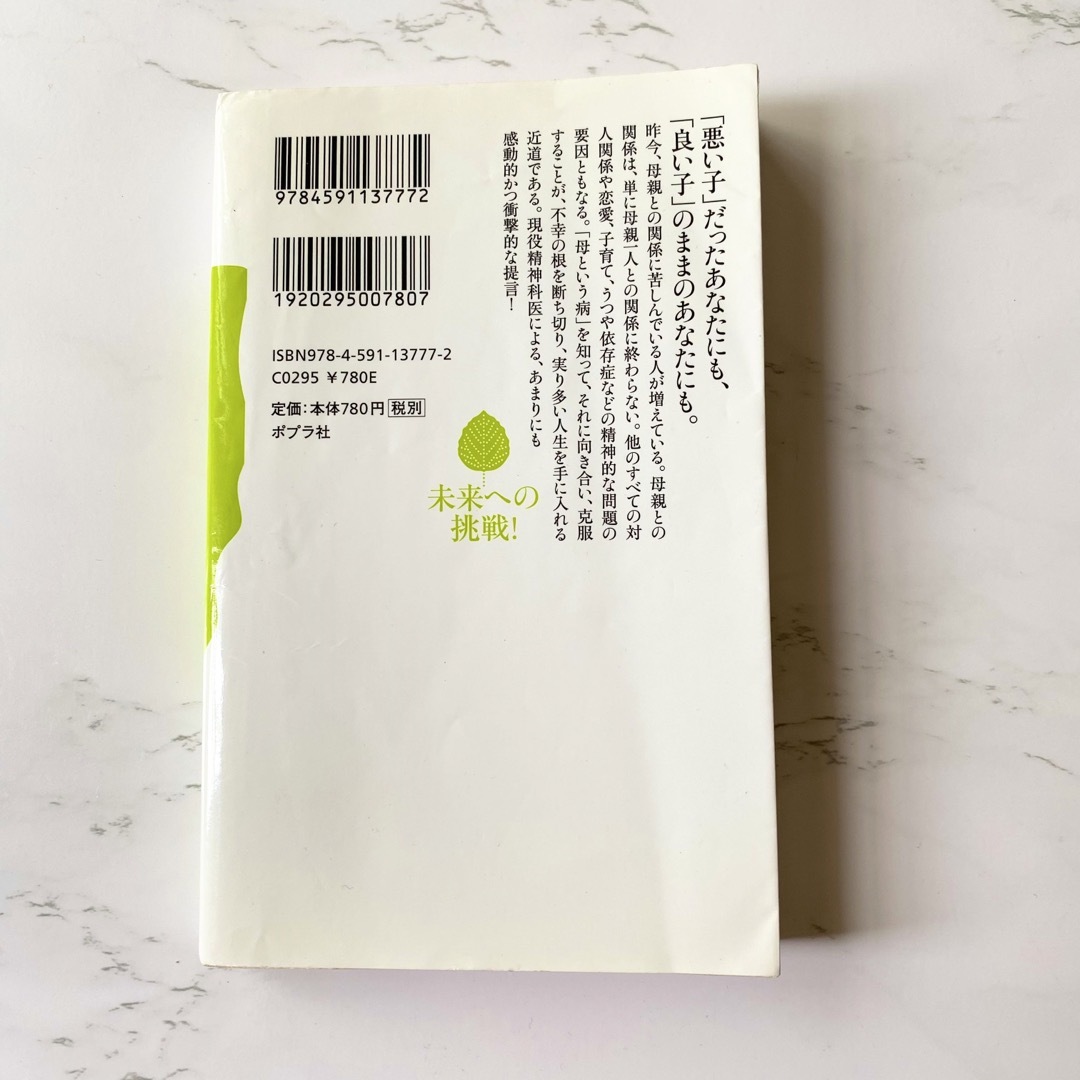 「悪い子」だったあなたにも、
「良い子」のままのあなたにも。
昨今、母親との関係に苦しんでいる人が増えている。母親との
関係は、単に母親一人との関係に終わらない。他のすべての対
人関係や恋愛、子育て、うつや依存症などの精神的な問題の
要因ともなる。「母という病」を知って、それに向き合い、克服
することが、不幸の根を断ち切り、実り多い人生を手に入れる
近道である。現役精神科医による、あまりにも
感動的かつ衝撃的な提言！
未来への
挑戦！
9784591137772
1920295007807
ISBN978-4-591-13777-2
C0295 ￥780E
定価：本体780円 税別
ポプラ社